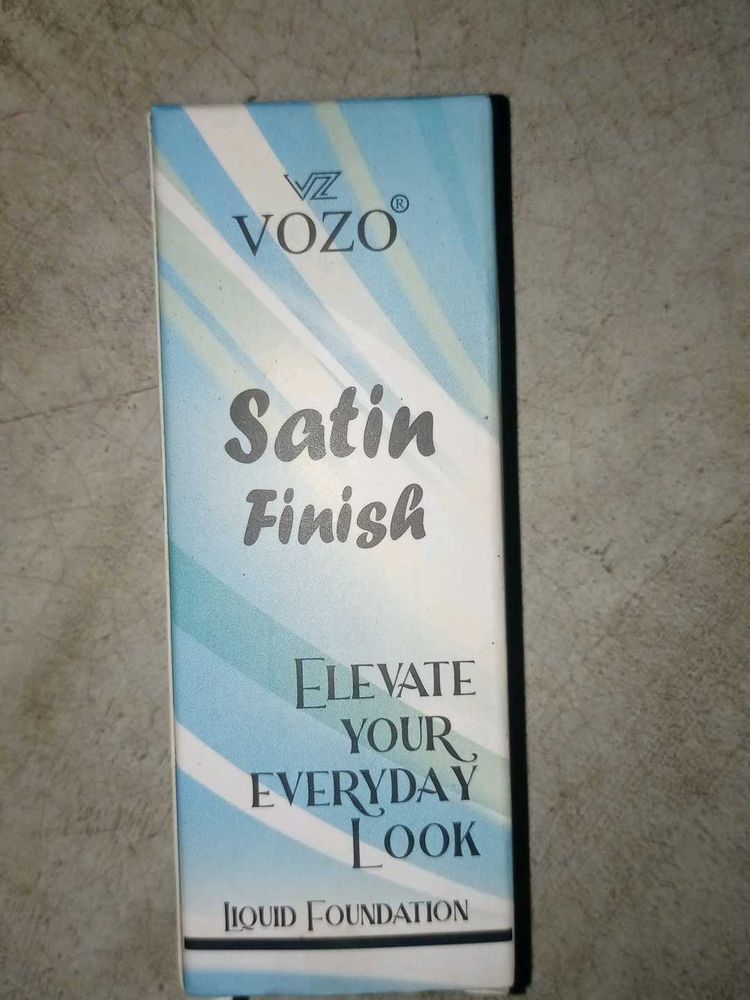 VZ
VOZO®
Satin
Finish
ELEVATE
YOUR
EVERYDAY
LOOK
LIQUID FOUNDATION